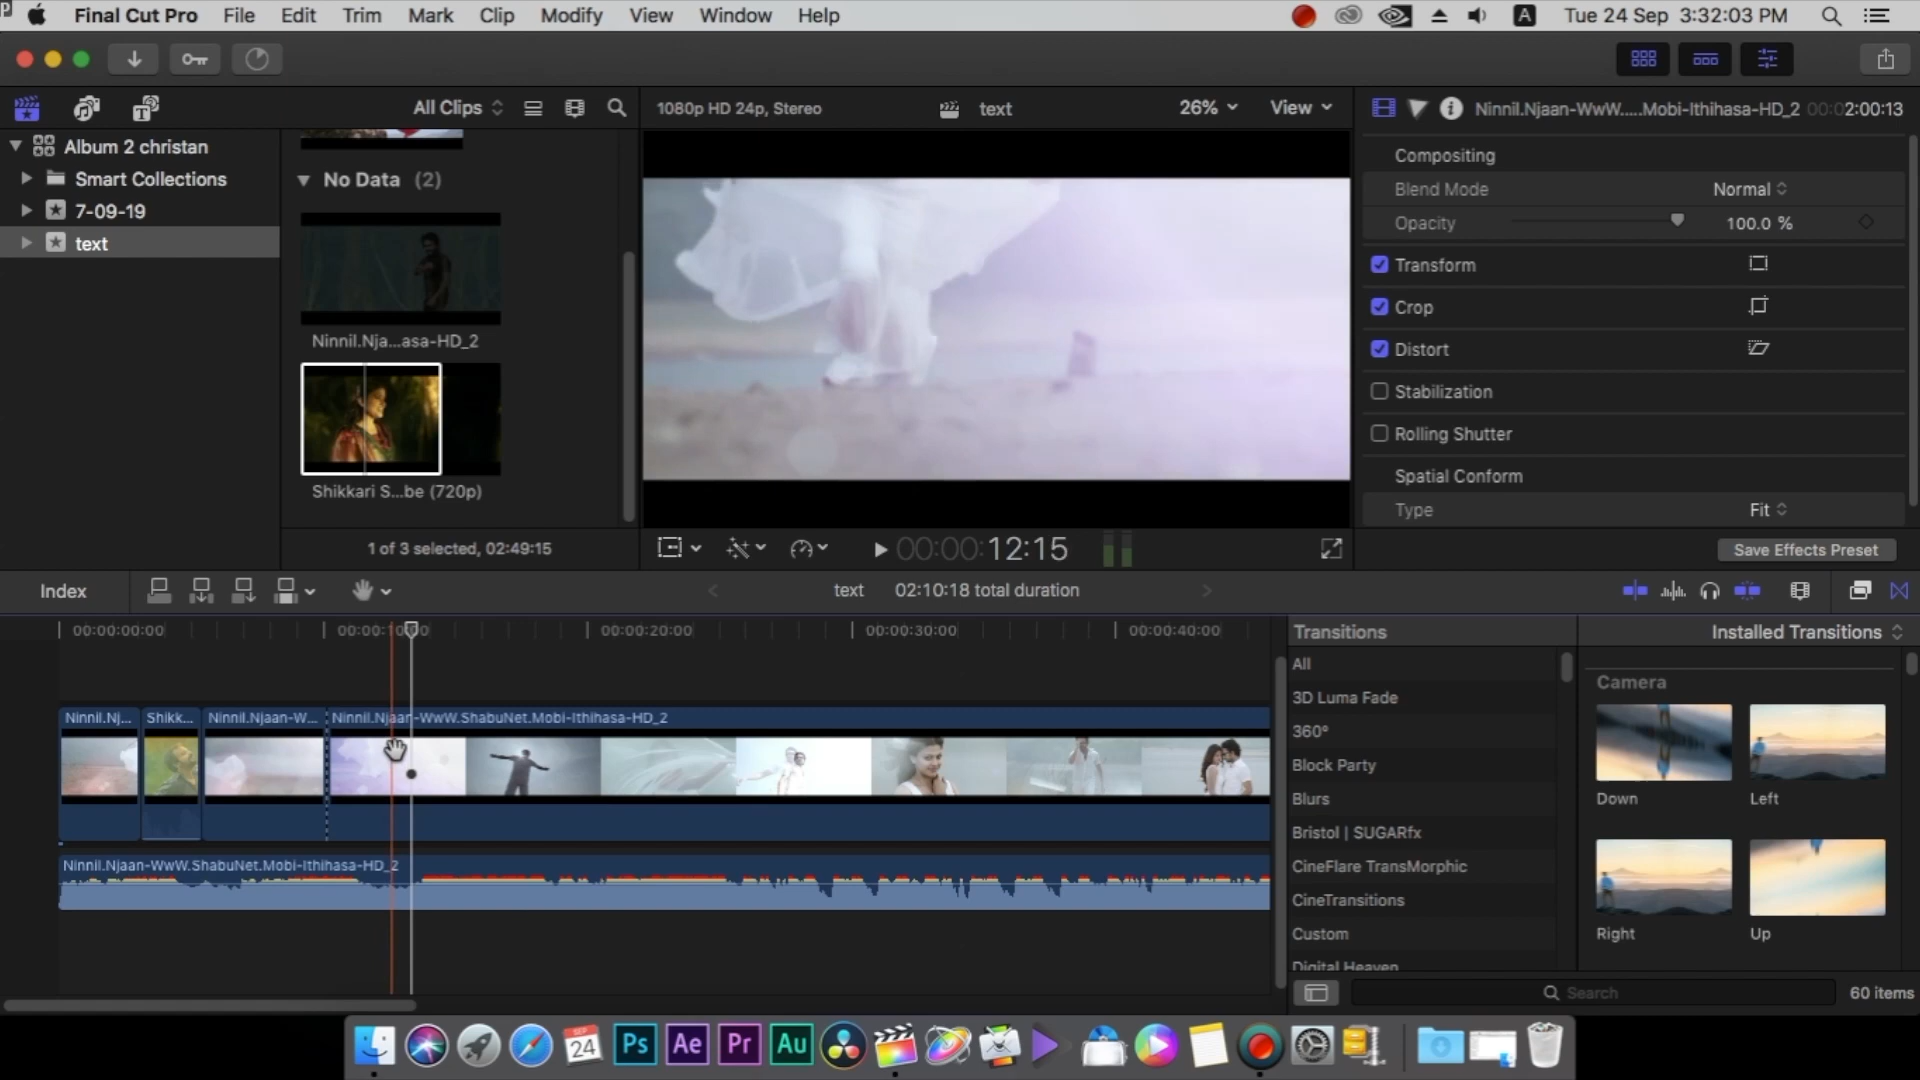 Final Cut Pro File Edit Trim Mark Clip Modify View Window Help
A Tue 24 Sep 3:32:03 PM
All Clips
1080p HD 24p, Stereo
text
26% View
Ninnil.Njaan-WwW.....Mobi-Ithihasa-HD_2 00:02:00:13
Album 2 christan
Smart Collections
7-09-19
text
No Data (2)
Ninnil.Nja...asa-HD_2
Shikkari S...be (720p)
1 of 3 selected, 02:49:15
00:00:12:15
Compositing
Blend Mode Normal
Opacity 100.0 %
Transform
Crop
Distort
Stabilization
Rolling Shutter
Spatial Conform
Type Fit
Save Effects Preset
Index
text 02:10:18 total duration
00:00:00:00 00:00:20:00 00:00:30:00 00:00:40:00
Ninnil.Nj... Shikk... Ninnil.Njaan-W... Ninnil.Njaan-WwW.ShabuNet.Mobi-Ithihasa-HD_2
Ninnil.Njaan-WwW.ShabuNet.Mobi-Ithihasa-HD_2
Transitions
All
3D Luma Fade
360°
Block Party
Blurs
Bristol | SUGARfx
CineFlare TransMorphic
CineTransitions
Custom
Digital Heaven
Installed Transitions
Camera
Down Left
Right Up
Search
60 items
SEP
24
Ps Ae Pr Au